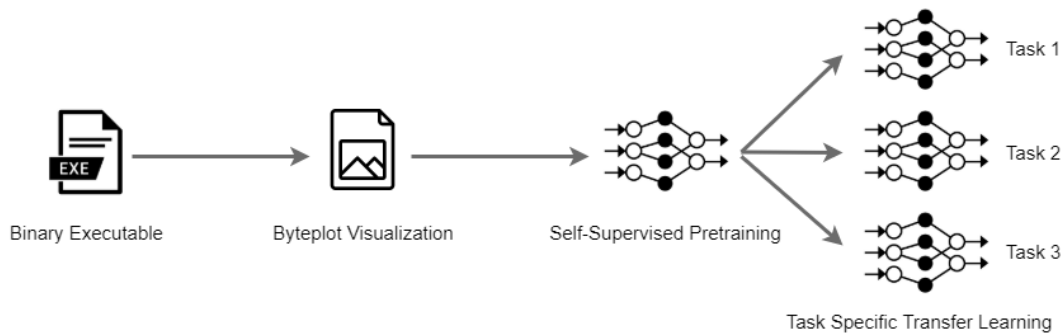 EXE
Binary Executable
Byteplot Visualization
Self-Supervised Pretraining
Task 1
Task 2
Task 3
Task Specific Transfer Learning